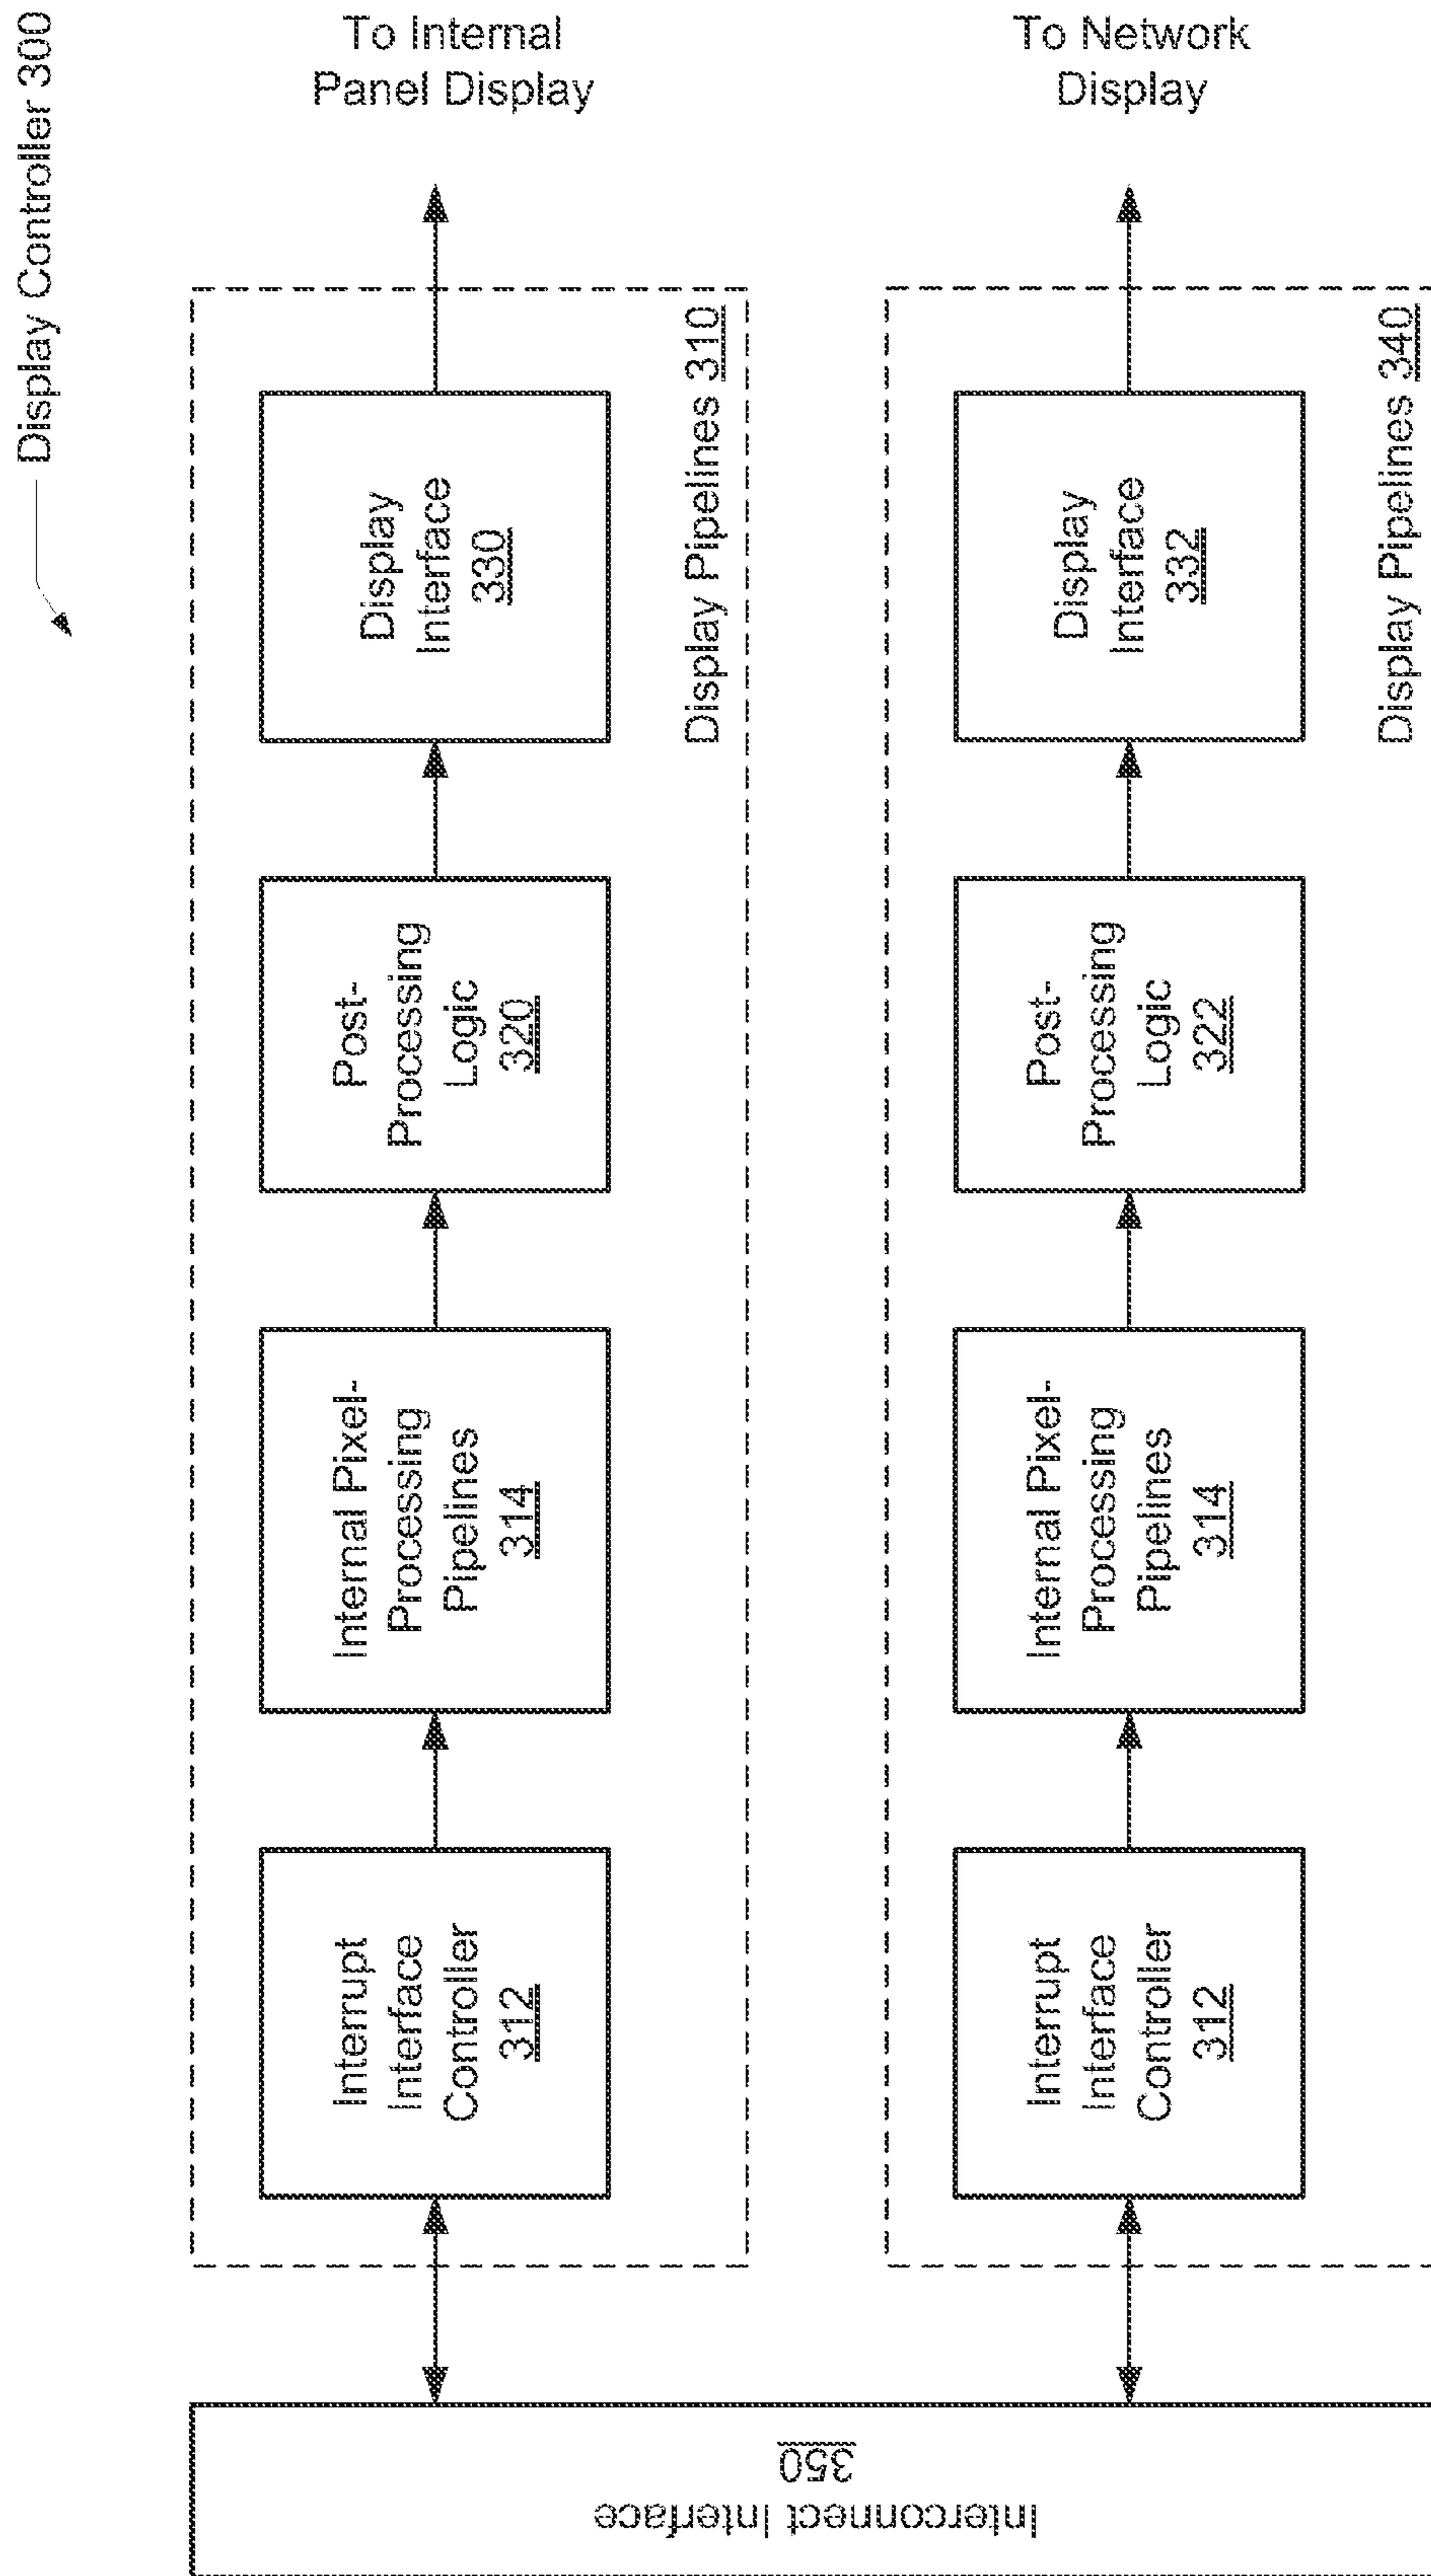 Display Controller 300
To Internal
Panel Display
To Network
Display
Display
Interface
330
Post-
Processing
Logic
320
Internal Pixel-
Processing
Pipelines
314
Interrupt
Interface
Controller
312
Display Pipelines 310
Display
Interface
332
Post-
Processing
Logic
322
Internal Pixel-
Processing
Pipelines
314
Interrupt
Interface
Controller
312
Display Pipelines 340
Interconnect Interface
350